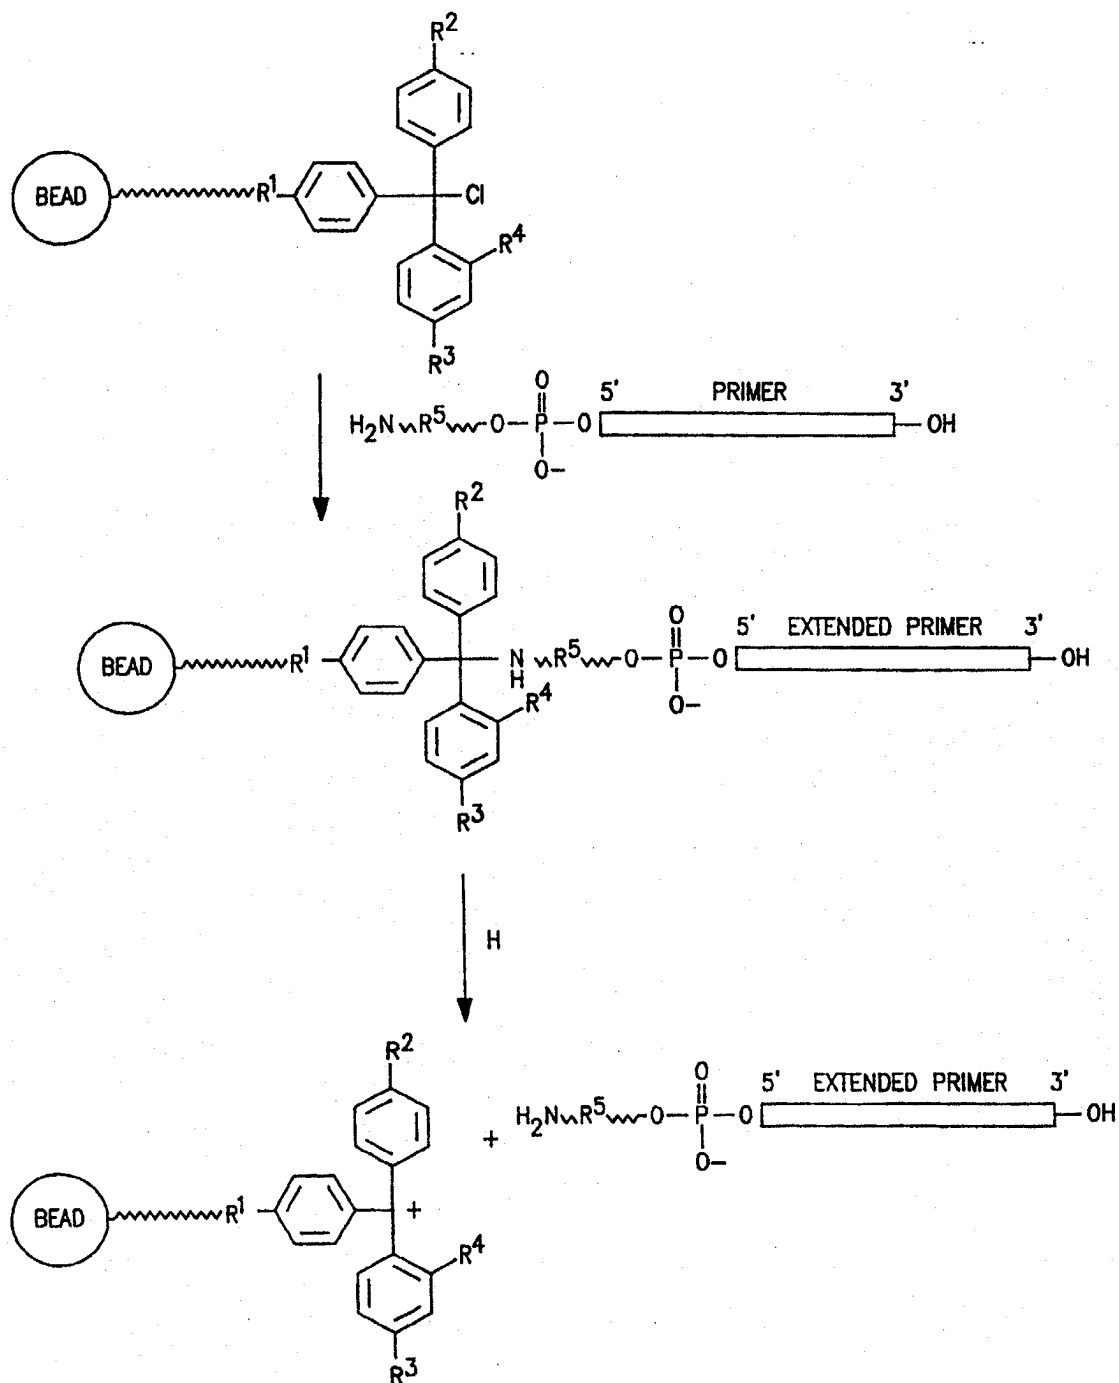 R²
BEAD R¹ Cl
R⁴
R³
O 5' PRIMER 3'
H₂N R⁵ O P O OH
O−
R²
O 5' EXTENDED PRIMER 3'
BEAD R¹ N R⁵ O P O OH
H O−
R⁴
R³
H
R²
O 5' EXTENDED PRIMER 3'
+ H₂N R⁵ O P O OH
O−
BEAD R¹ +
R⁴
R³